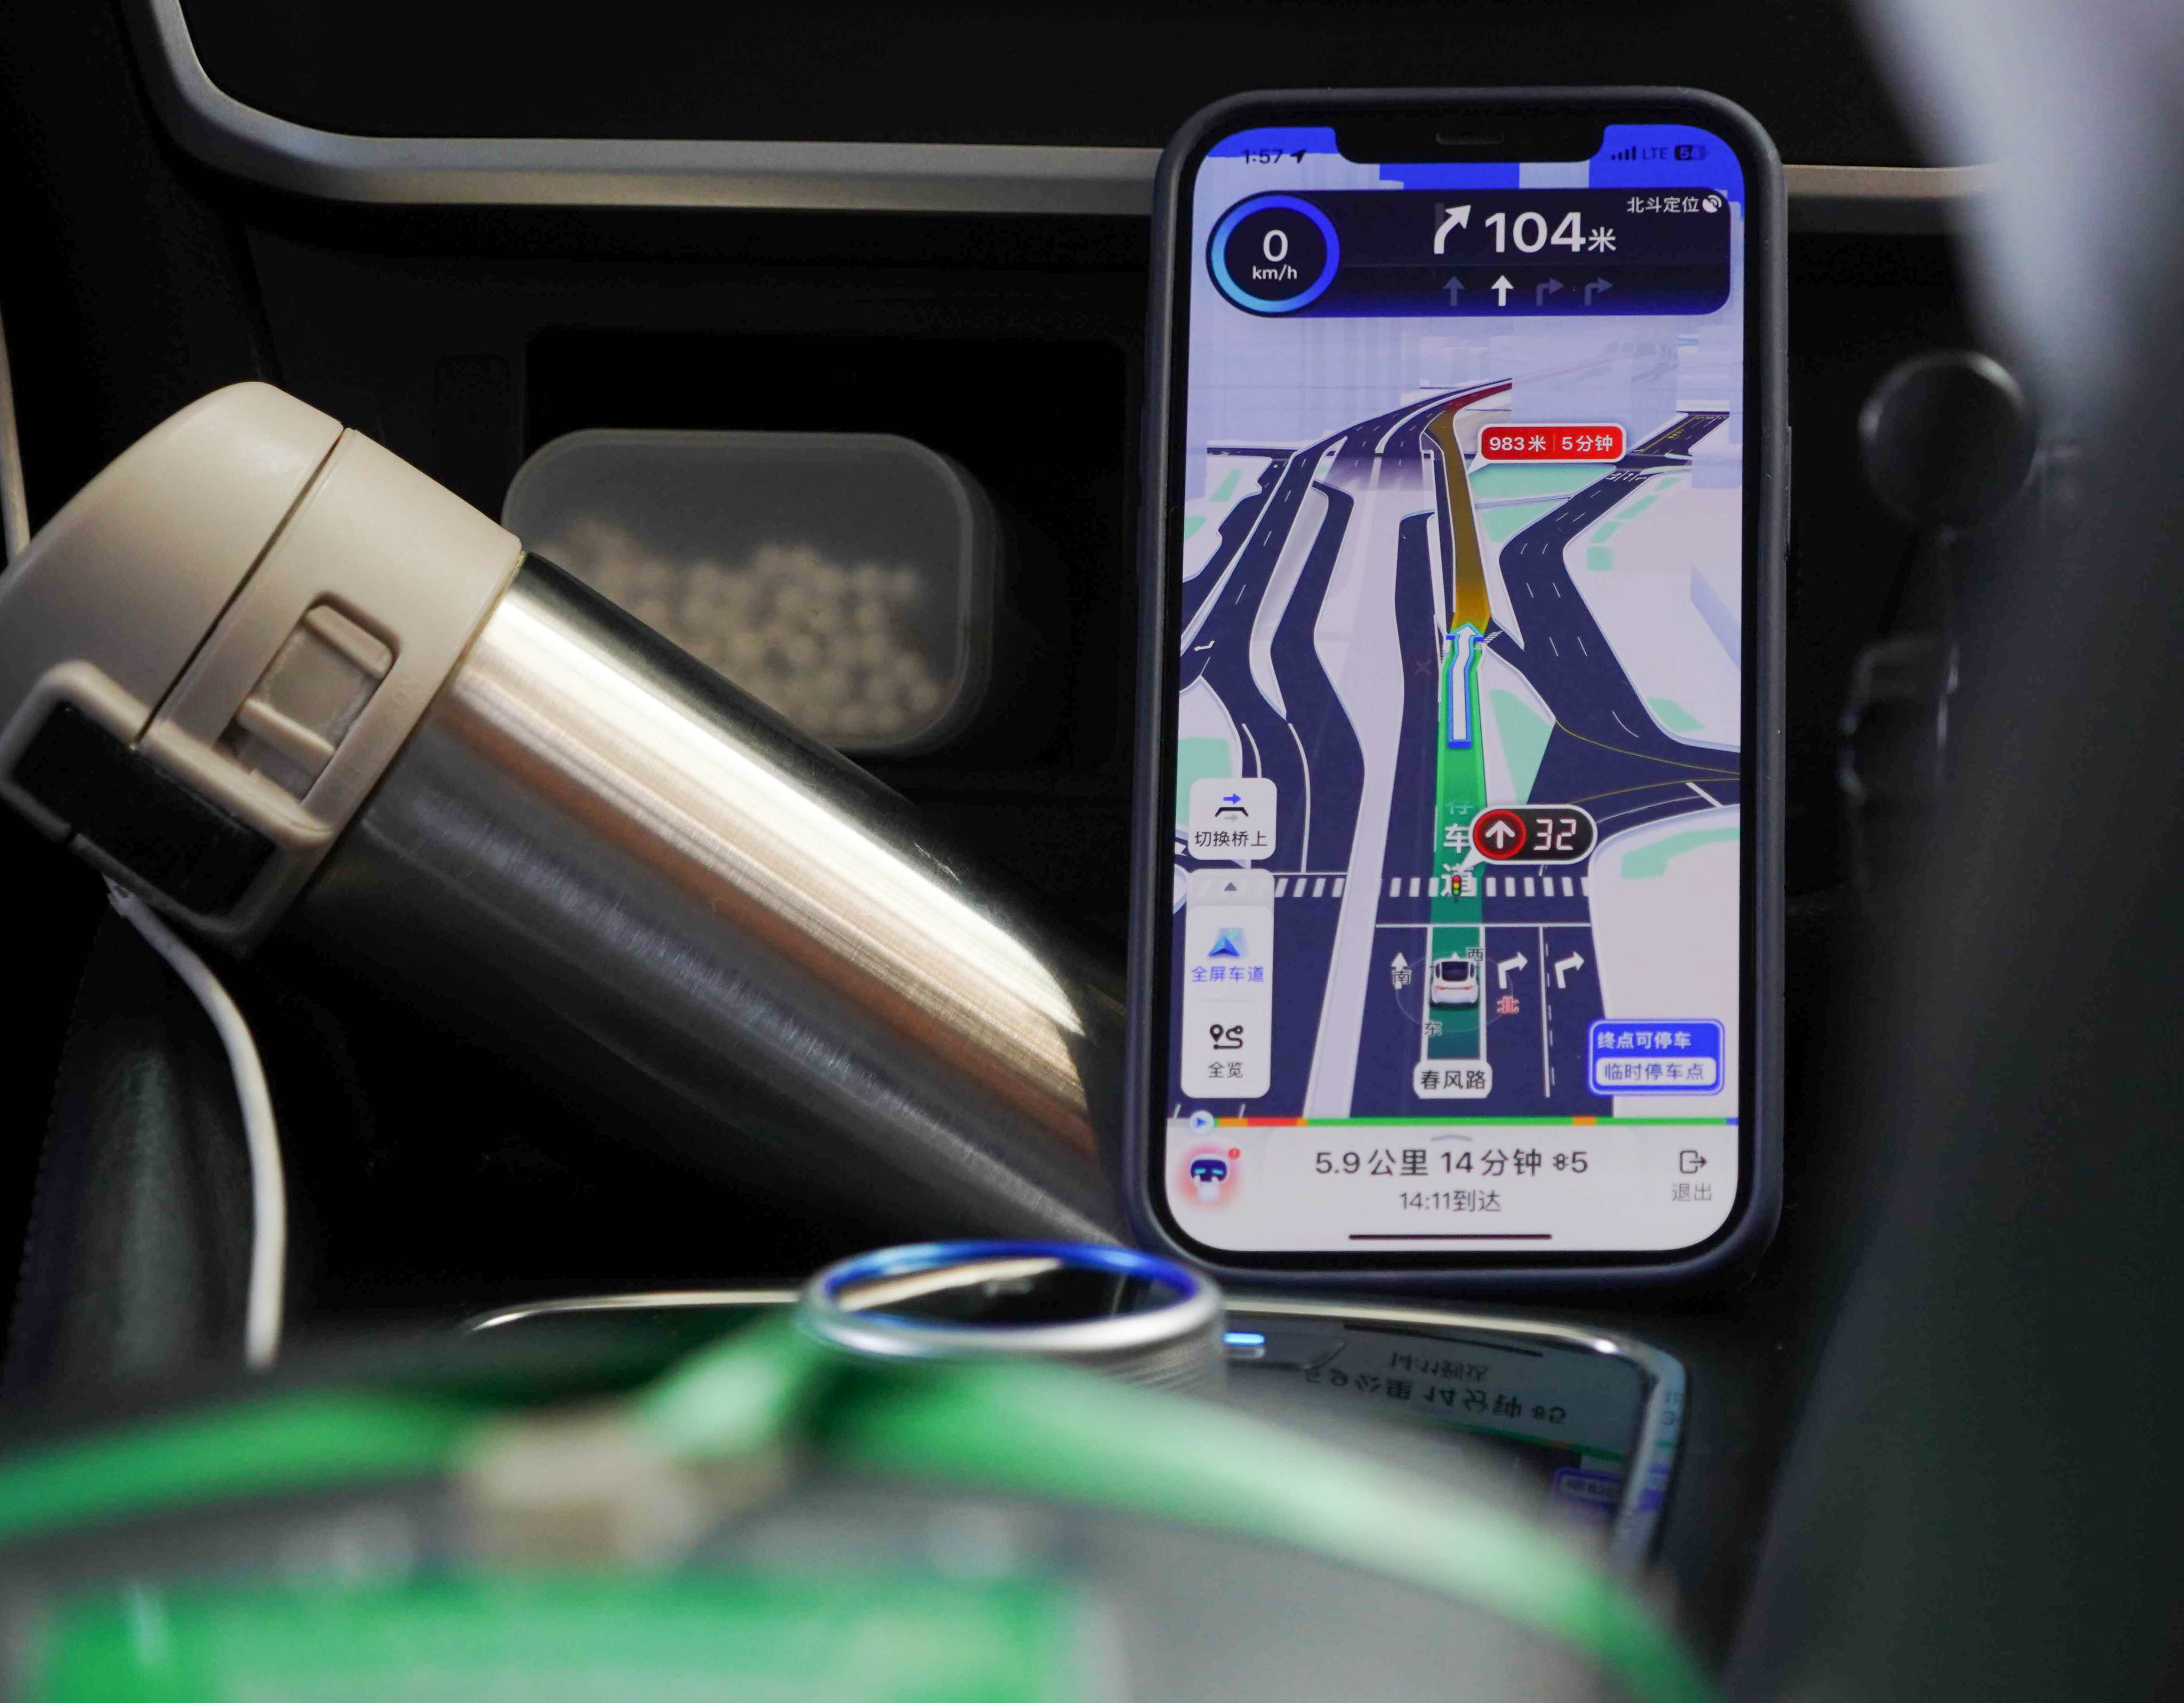 1:57
LTE 54
北斗定位
104米
0
km/h
983米 5分钟
切换桥上
停
车
道
32
全屏车道
西
南
北
东
全览
终点可停车
临时停车点
春风路
5.9公里 14分钟 5
14:11到达
退出